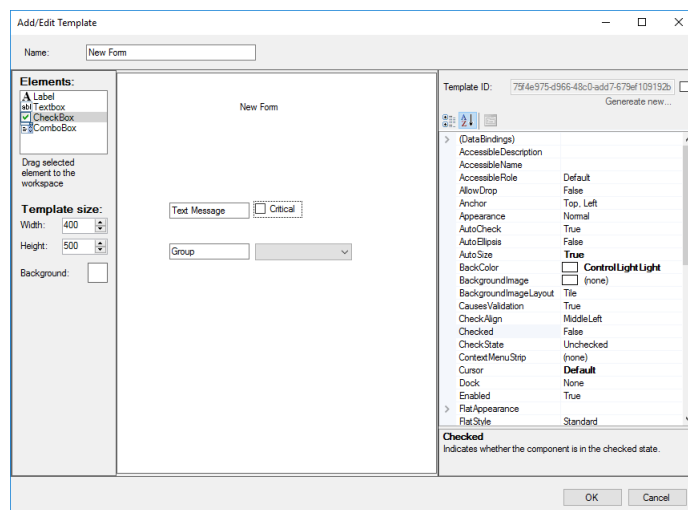 Add/Edit Template
Name: New Form
Elements:
A Label
abl Textbox
CheckBox
ComboBox
Drag selected
element to the
workspace
Template size:
Width: 400
Height: 500
Background:
New Form
Text Message Critical
Group
Template ID: 75f4e975-d966-48c0-add7-679ef109192b
Genereate new...
(DataBindings)
AccessibleDescription
AccessibleName
AccessibleRole Default
AllowDrop False
Anchor Top, Left
Appearance Normal
AutoCheck True
AutoEllipsis False
AutoSize True
BackColor ControlLightLight
BackgroundImage (none)
BackgroundImageLayout Tile
CausesValidation True
CheckAlign MiddleLeft
Checked False
CheckState Unchecked
ContextMenuStrip (none)
Cursor Default
Dock None
Enabled True
FlatAppearance
FlatStyle Standard
Checked
Indicates whether the component is in the checked state.
OK Cancel